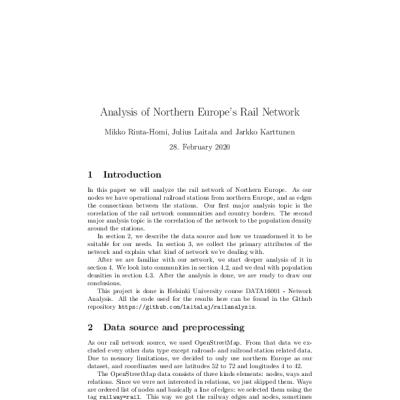 Analysis of Northern Europe's Rail Network
Mikko Rinta-Homi, Julius Laitala and Jarkko Karttunen
28. February 2020
1 Introduction
In this paper we will analyze the rail network of Northern Europe. As our
nodes we have operational railroad stations from northern Europe, and as edges
the connections between the stations. Our first major analysis topic is the
correlation of the rail network communities and country borders. The second
major analysis topic is the correlation of the network to the population density
around the stations.
In section 2, we describe the data source and how we transformed it to be
suitable for our needs. In section 3, we collect the primary attributes of the
network and explain what kind of network we're dealing with.
After we are familiar with our network, we start deeper analysis of it in
section 4. We look into communities in section 4.2, and we deal with population
densities in section 4.3. After the analysis is done, we are ready to draw our
conclusions.
This project is done in Helsinki University course DATA16001 - Network
Analysis. All the code used for the results here can be found in the Github
repository https://github.com/laitalaj/railanalysis.
2 Data source and preprocessing
As our rail network source, we used OpenStreetMap. From that data we ex-
cluded every other data type except railroad- and railroad station related data.
Due to memory limitations, we decided to only use northern Europe as our
dataset, and coordinates used are latitudes 52 to 72 and longitudes 4 to 42.
The OpenStreetMap data consists of three kinds elements: nodes, ways and
relations. Since we were not interested in relations, we just skipped them. Ways
are ordered list of nodes and basically a line of edges: we selected them using the
tag railway=rail. This way we got the railway edges and nodes, sometimes